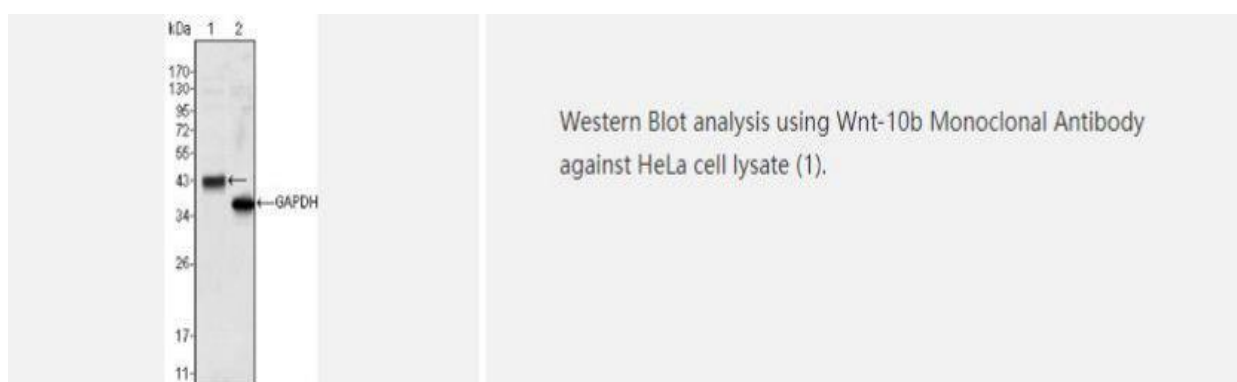 kDa 1 2
170-
130-
95-
72-
55-
43- ←
←GAPDH
34-
26-
17-
11-
Western Blot analysis using Wnt-10b Monoclonal Antibody
against HeLa cell lysate (1).